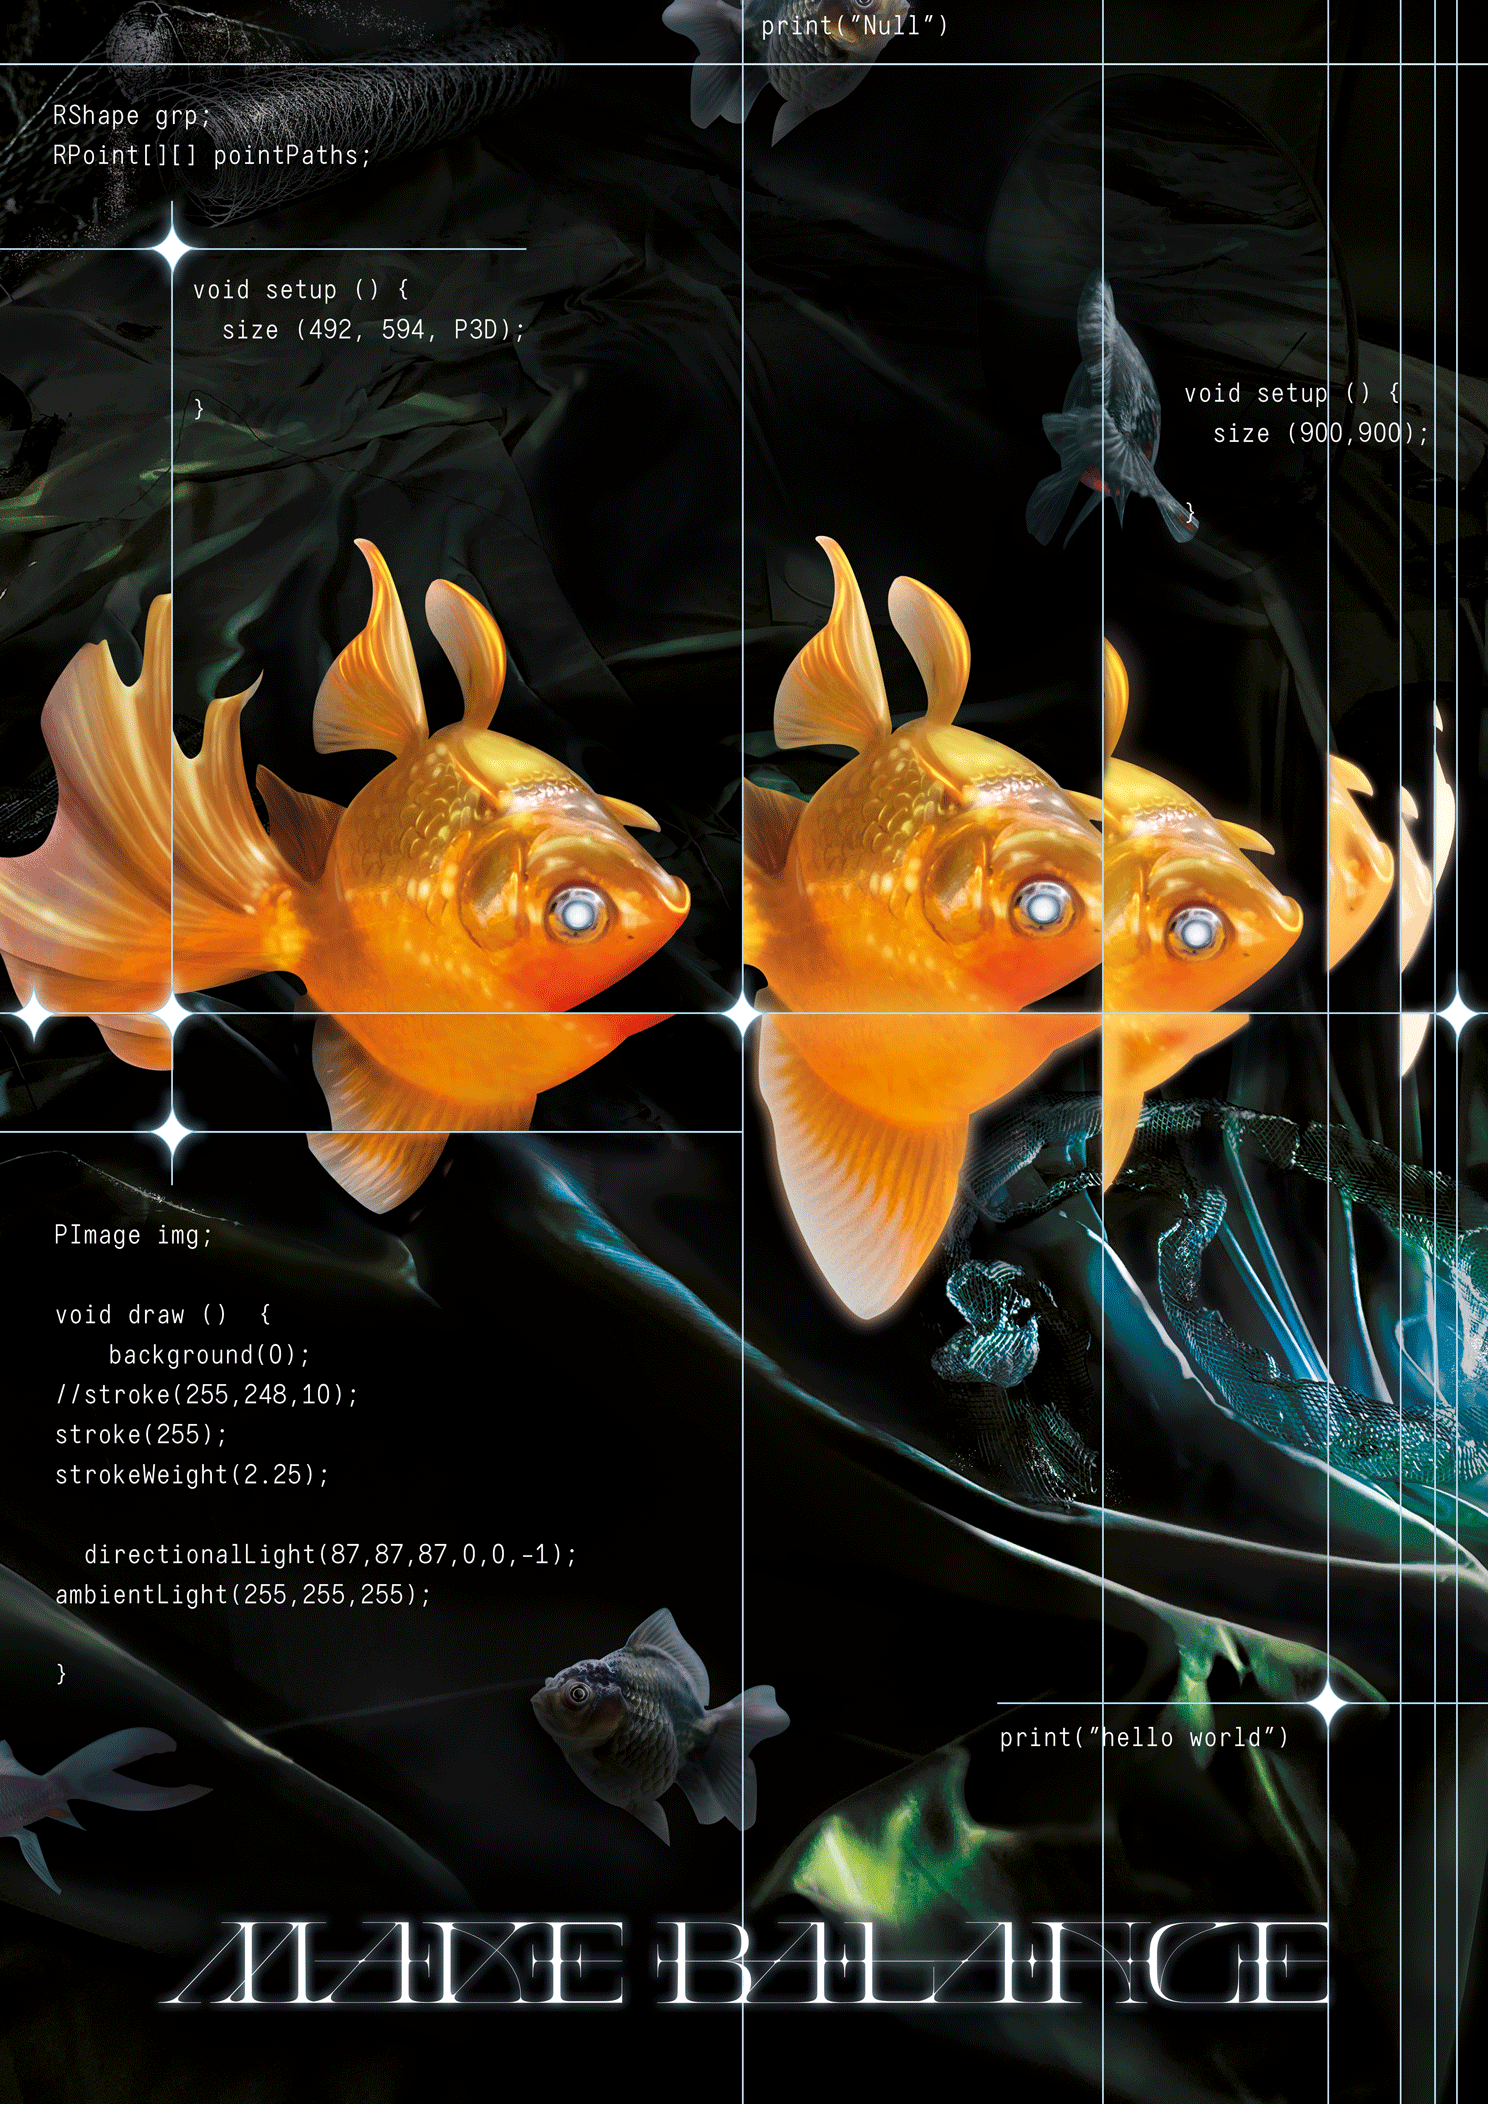 print("Null")
RShape grp;
RPoint[][] pointPaths;
void setup () {
  size (492, 594, P3D);
}
void setup () {
  size (900,900);
}
PImage img;
void draw ()  {
    background(0);
//stroke(255,248,10);
stroke(255);
strokeWeight(2.25);
  directionalLight(87,87,87,0,0,-1);
ambientLight(255,255,255);
}
print("hello world")
MAKE BALANCE